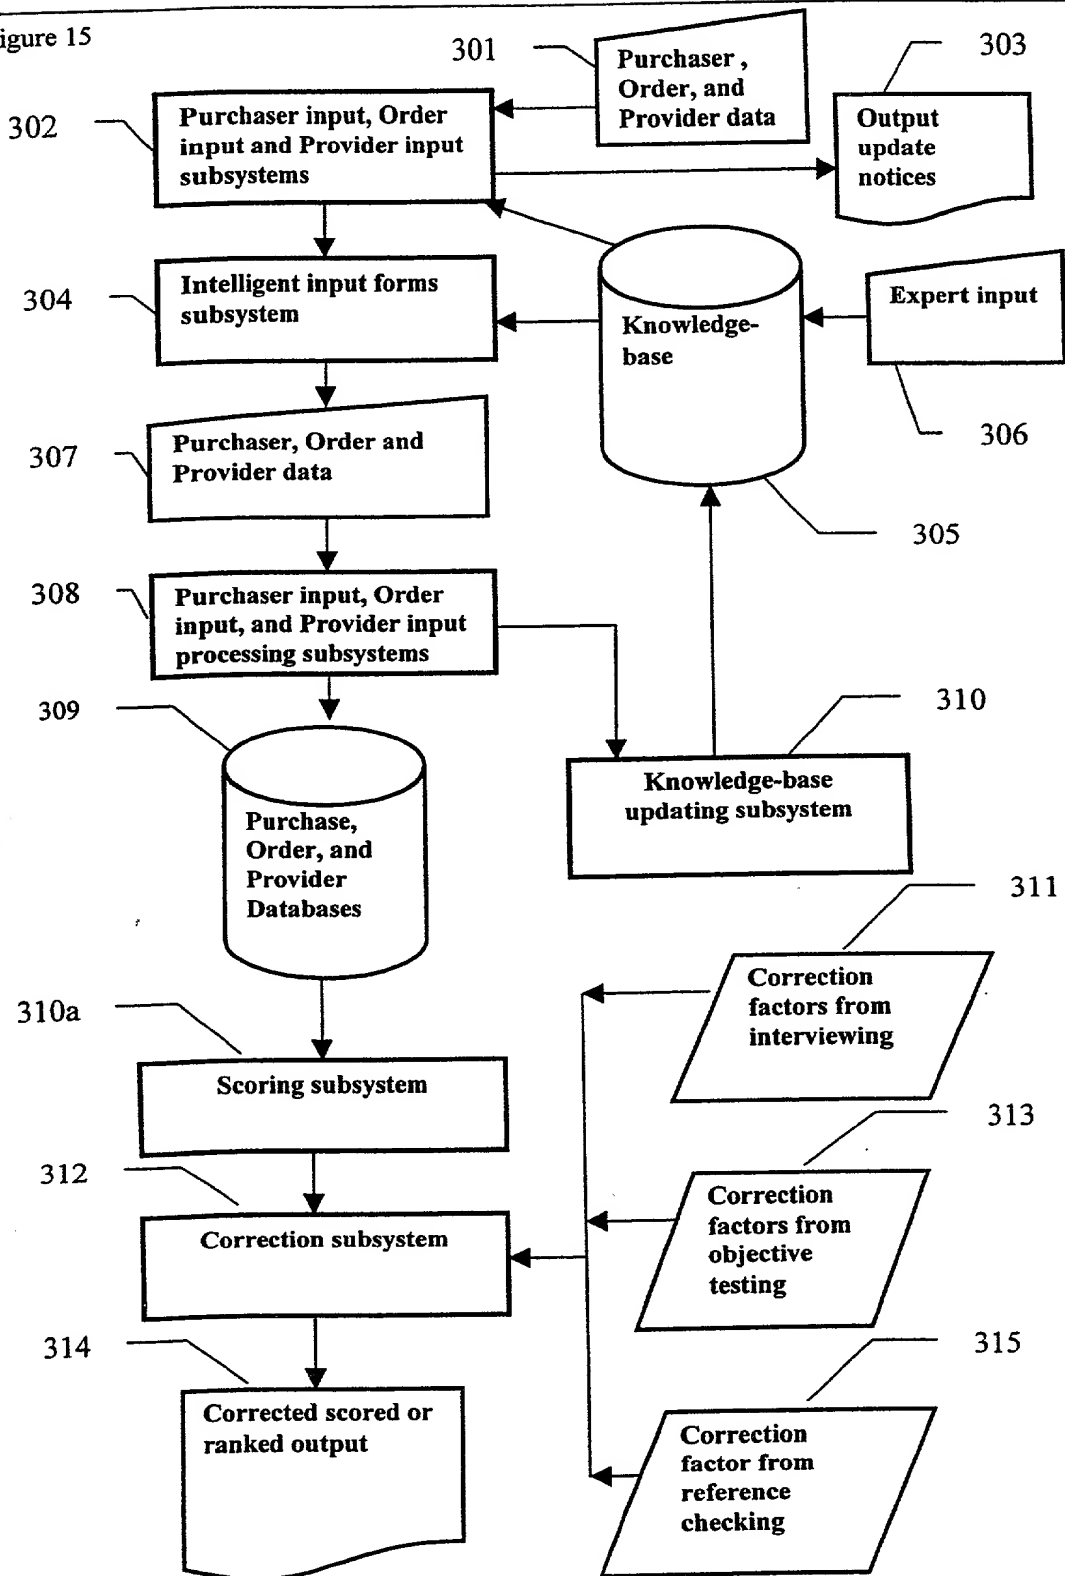 igure 15
301
Purchaser ,
Order, and
Provider data
303
Output
update
notices
302
Purchaser input, Order
input and Provider input
subsystems
304
Intelligent input forms
subsystem
Knowledge-
base
Expert input
306
305
307
Purchaser, Order and
Provider data
308
Purchaser input, Order
input, and Provider input
processing subsystems
309
Purchase,
Order, and
Provider
Databases
310
Knowledge-base
updating subsystem
311
Correction
factors from
interviewing
310a
Scoring subsystem
313
Correction
factors from
objective
testing
312
Correction subsystem
314
Corrected scored or
ranked output
315
Correction
factor from
reference
checking